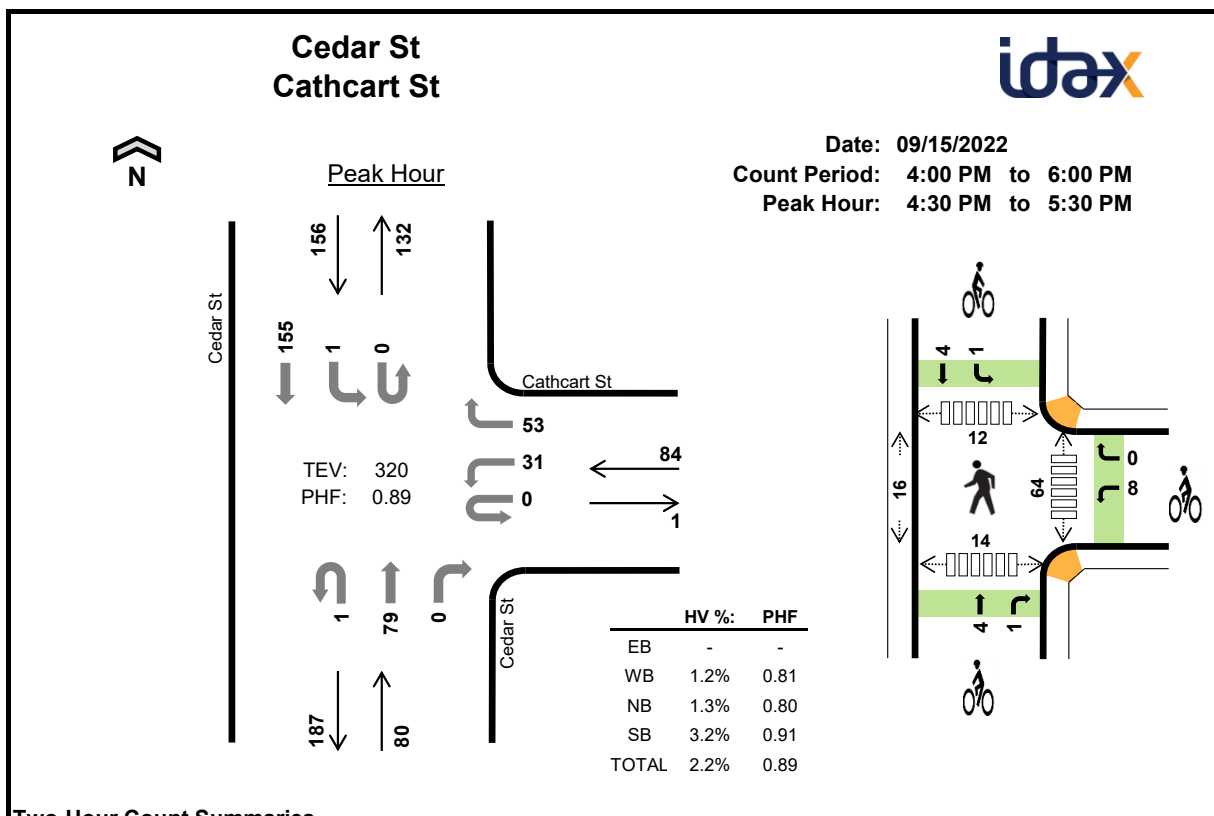 Cedar St
Cathcart St
idax
N
Peak Hour
Date: 09/15/2022
Count Period: 4:00 PM to 6:00 PM
Peak Hour: 4:30 PM to 5:30 PM
156
132
Cedar St
155
1
0
Cathcart St
53
31
0
84
1
TEV: 320
PHF: 0.89
1
79
0
Cedar St
187
80
HV %: PHF
EB - -
WB 1.2% 0.81
NB 1.3% 0.80
SB 3.2% 0.91
TOTAL 2.2% 0.89
4
1
12
0
8
16
64
14
4
1
Two-Hour Count Summaries